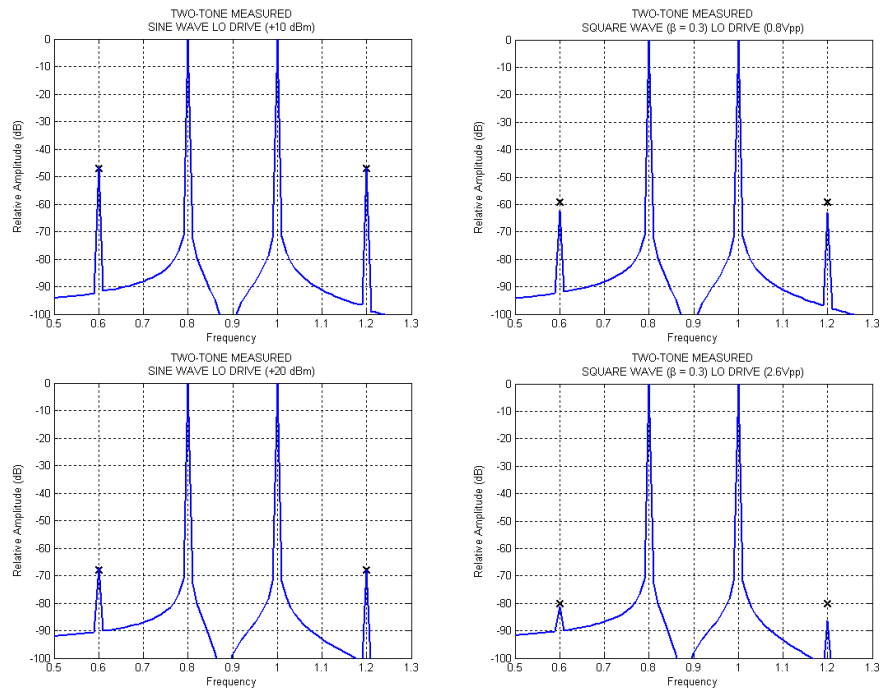 TWO-TONE MEASURED
SINE WAVE LO DRIVE (+10 dBm)
0
-10
-20
-30
-40
-50
-60
-70
-80
-90
-100
Relative Amplitude (dB)
0.5 0.6 0.7 0.8 0.9 1 1.1 1.2 1.3
Frequency
TWO-TONE MEASURED
SQUARE WAVE (β = 0.3) LO DRIVE (0.8Vpp)
0
-10
-20
-30
-40
-50
-60
-70
-80
-90
-100
Relative Amplitude (dB)
0.5 0.6 0.7 0.8 0.9 1 1.1 1.2 1.3
Frequency
TWO-TONE MEASURED
SINE WAVE LO DRIVE (+20 dBm)
0
-10
-20
-30
-40
-50
-60
-70
-80
-90
-100
Relative Amplitude (dB)
0.5 0.6 0.7 0.8 0.9 1 1.1 1.2 1.3
Frequency
TWO-TONE MEASURED
SQUARE WAVE (β = 0.3) LO DRIVE (2.6Vpp)
0
-10
-20
-30
-40
-50
-60
-70
-80
-90
-100
Relative Amplitude (dB)
0.5 0.6 0.7 0.8 0.9 1 1.1 1.2 1.3
Frequency